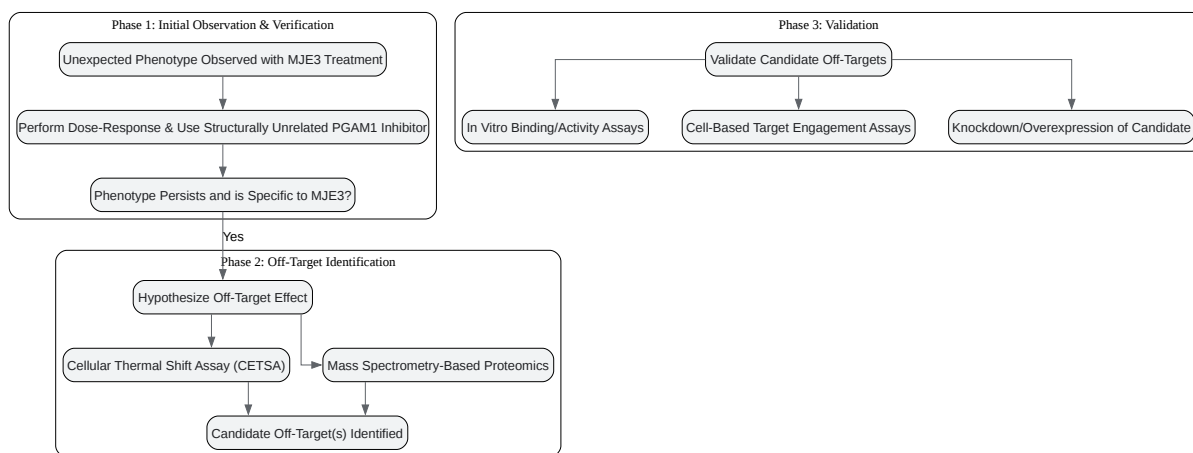 Phase 1: Initial Observation & Verification
Unexpected Phenotype Observed with MJE3 Treatment
Perform Dose-Response & Use Structurally Unrelated PGAM1 Inhibitor
Phenotype Persists and is Specific to MJE3?
Yes
Phase 2: Off-Target Identification
Hypothesize Off-Target Effect
Cellular Thermal Shift Assay (CETSA)
Mass Spectrometry-Based Proteomics
Candidate Off-Target(s) Identified
Phase 3: Validation
Validate Candidate Off-Targets
In Vitro Binding/Activity Assays
Cell-Based Target Engagement Assays
Knockdown/Overexpression of Candidate